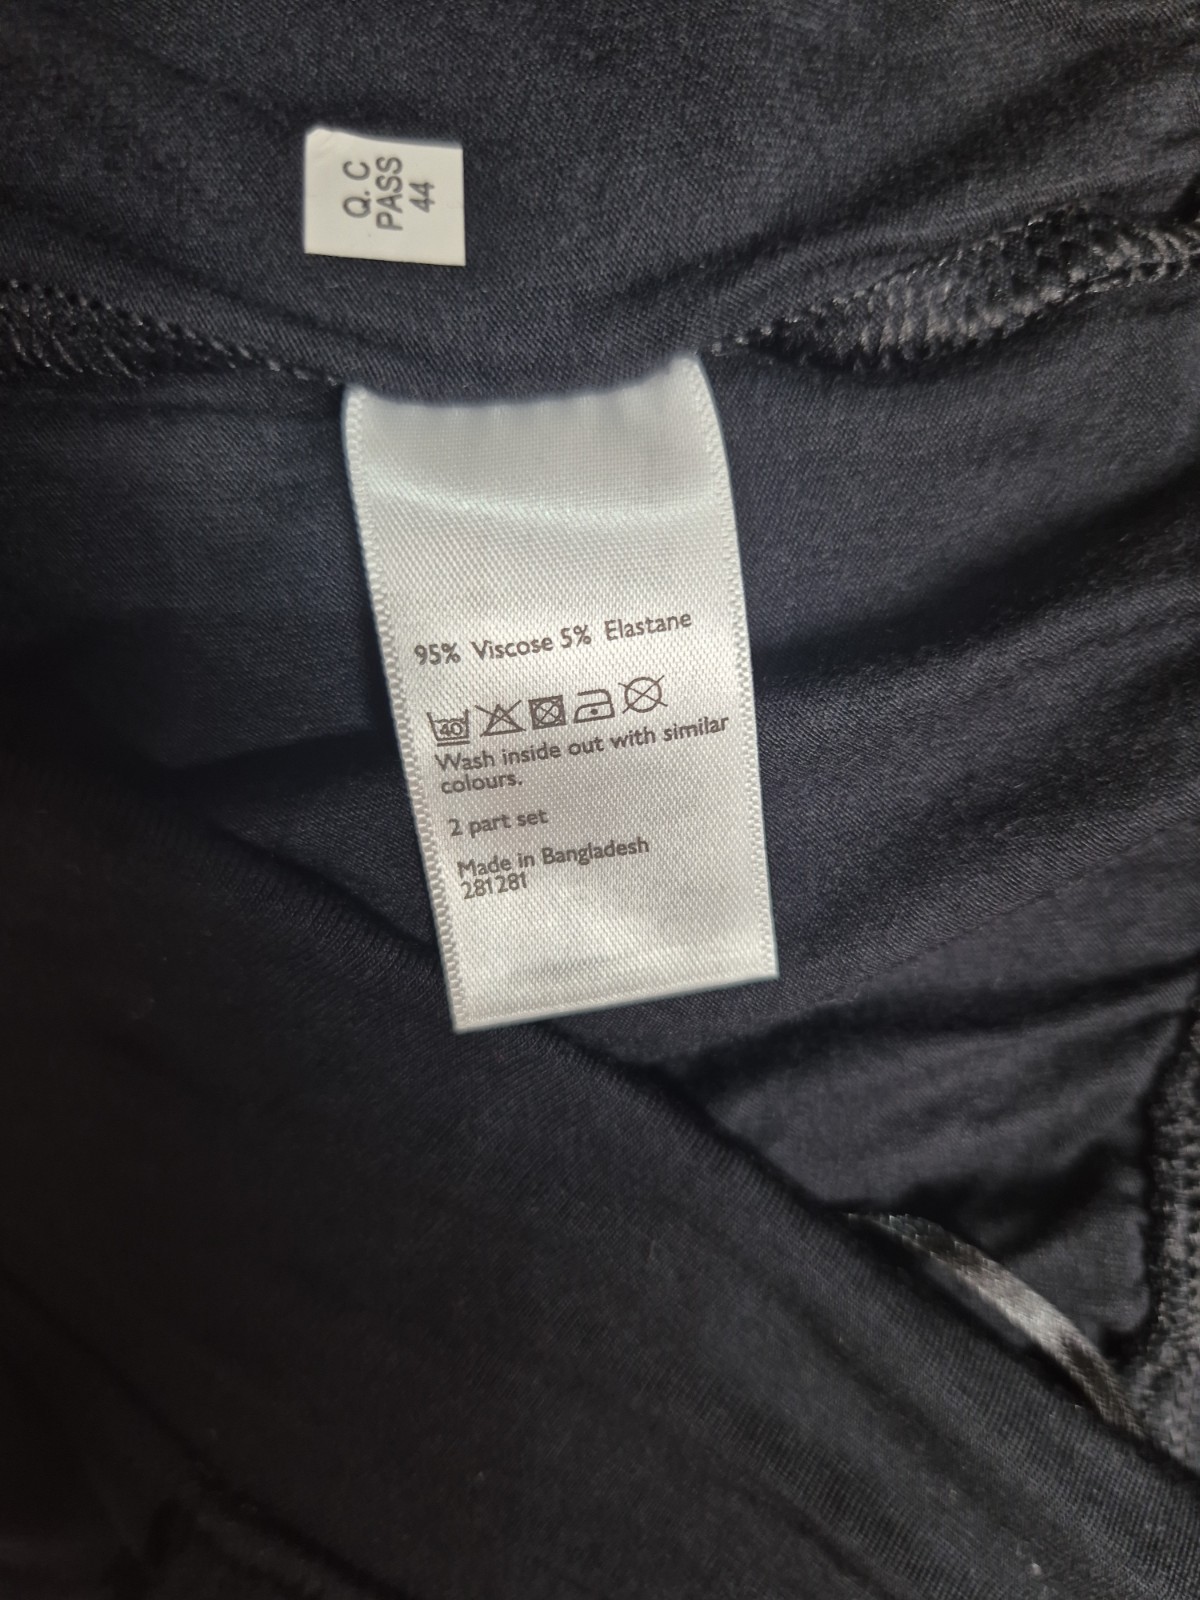 Q. C
PASS
44
95% Viscose 5% Elastane
40
Wash inside out with similar
colours.
2 part set
Made in Bangladesh
281281